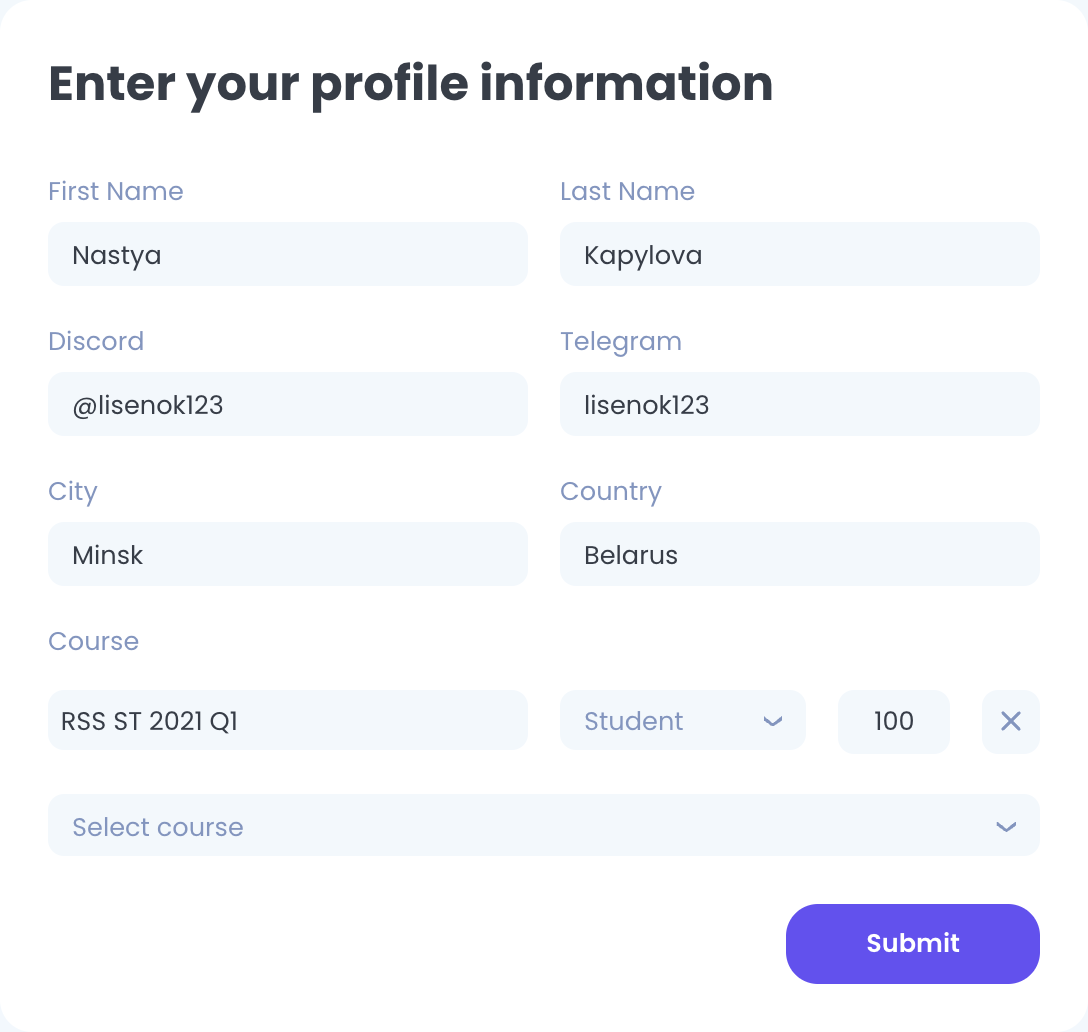 Enter your profile information
First Name
Last Name
Nastya
Kapylova
Discord
Telegram
@lisenok123
lisenok123
City
Country
Minsk
Belarus
Course
RSS ST 2021 Q1
Student
100
Select course
Submit